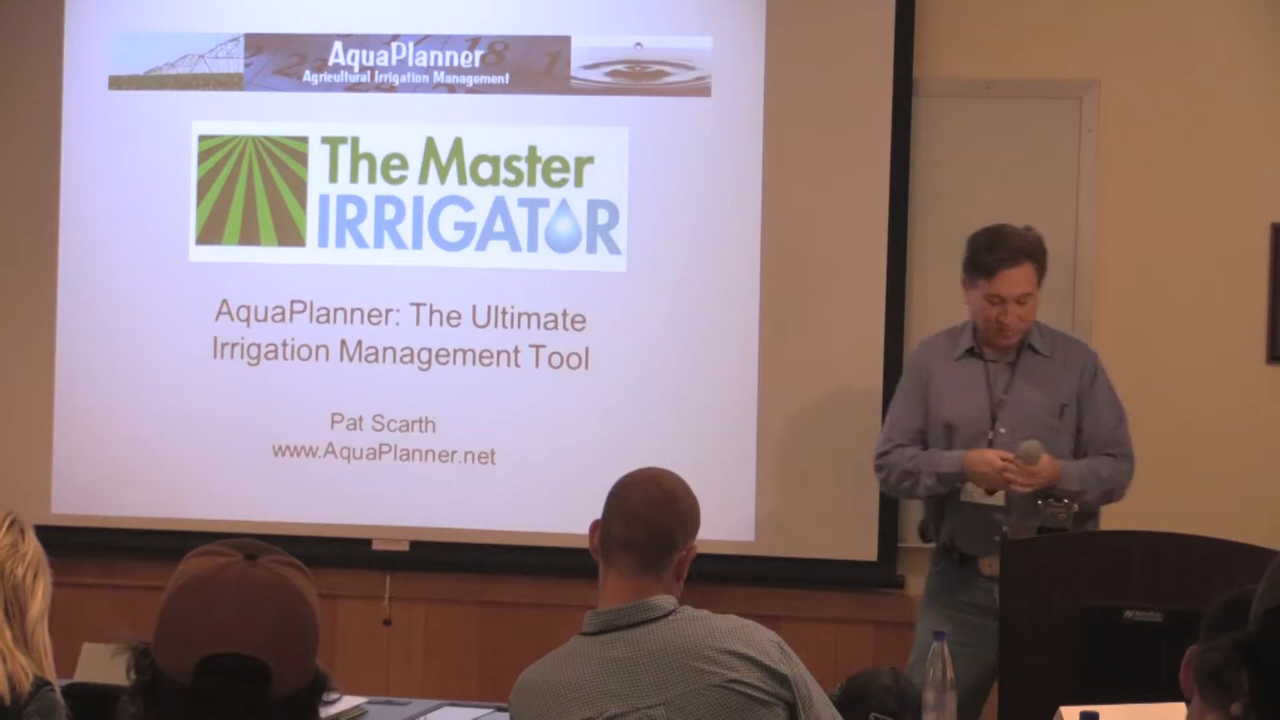 AquaPlanner
Agricultural Irrigation Management
The Master
IRRIGATOR
AquaPlanner: The Ultimate
Irrigation Management Tool
Pat Scarth
www.AquaPlanner.net